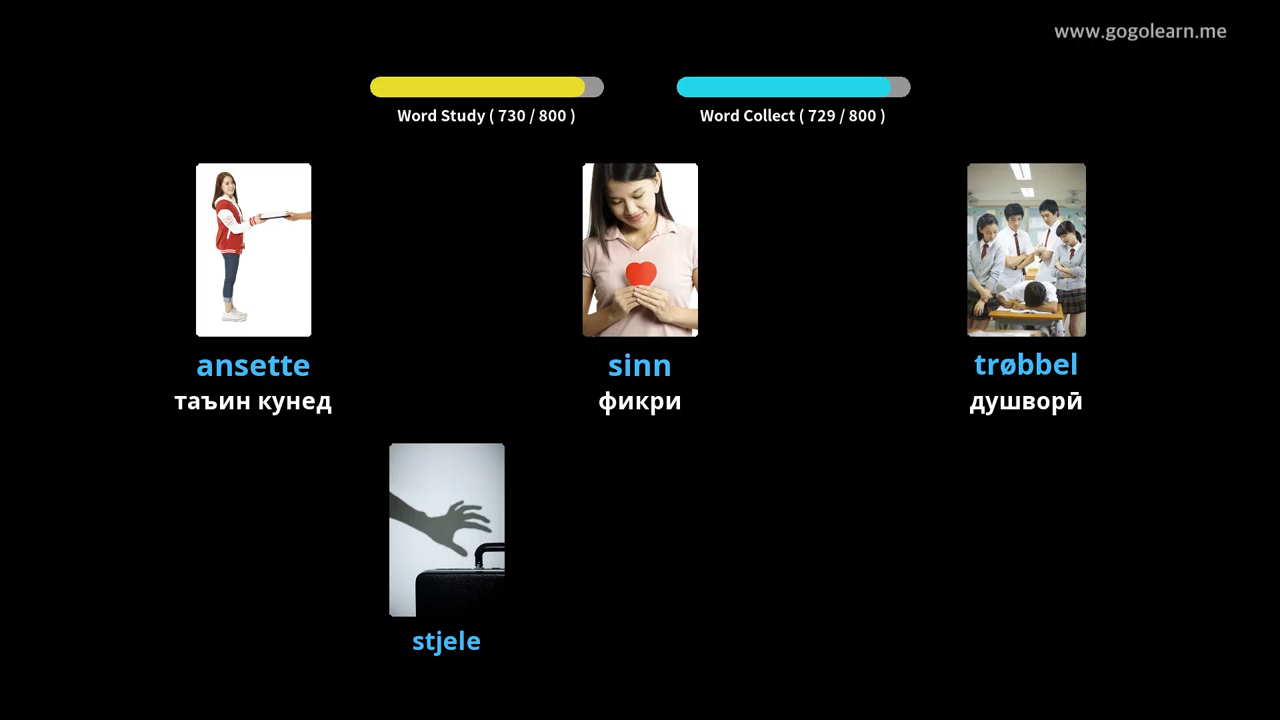 www.gogolearn.me
Word Study ( 730 / 800 )
Word Collect ( 729 / 800 )
ansette
sinn
trøbbel
таъин кунед
фикри
душворӣ
stjele